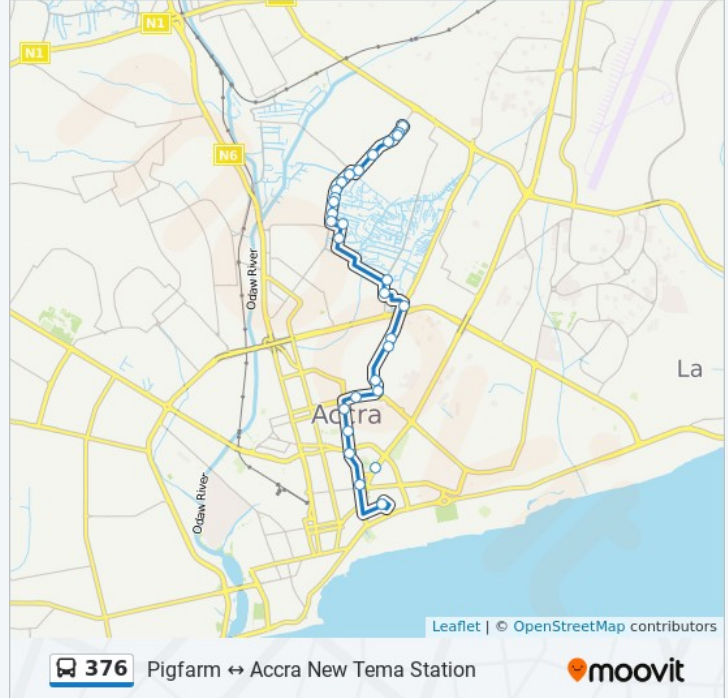 N1
N1
N6
Odaw River
La
Accra
Odaw River
Leaflet | © OpenStreetMap contributors
376 Pigfarm ↔ Accra New Tema Station
moovit